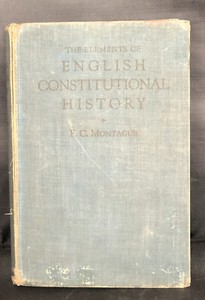 THE ELEMENTS OF
ENGLISH
CONSTITUTIONAL
HISTORY
F. C. MONTAGUE